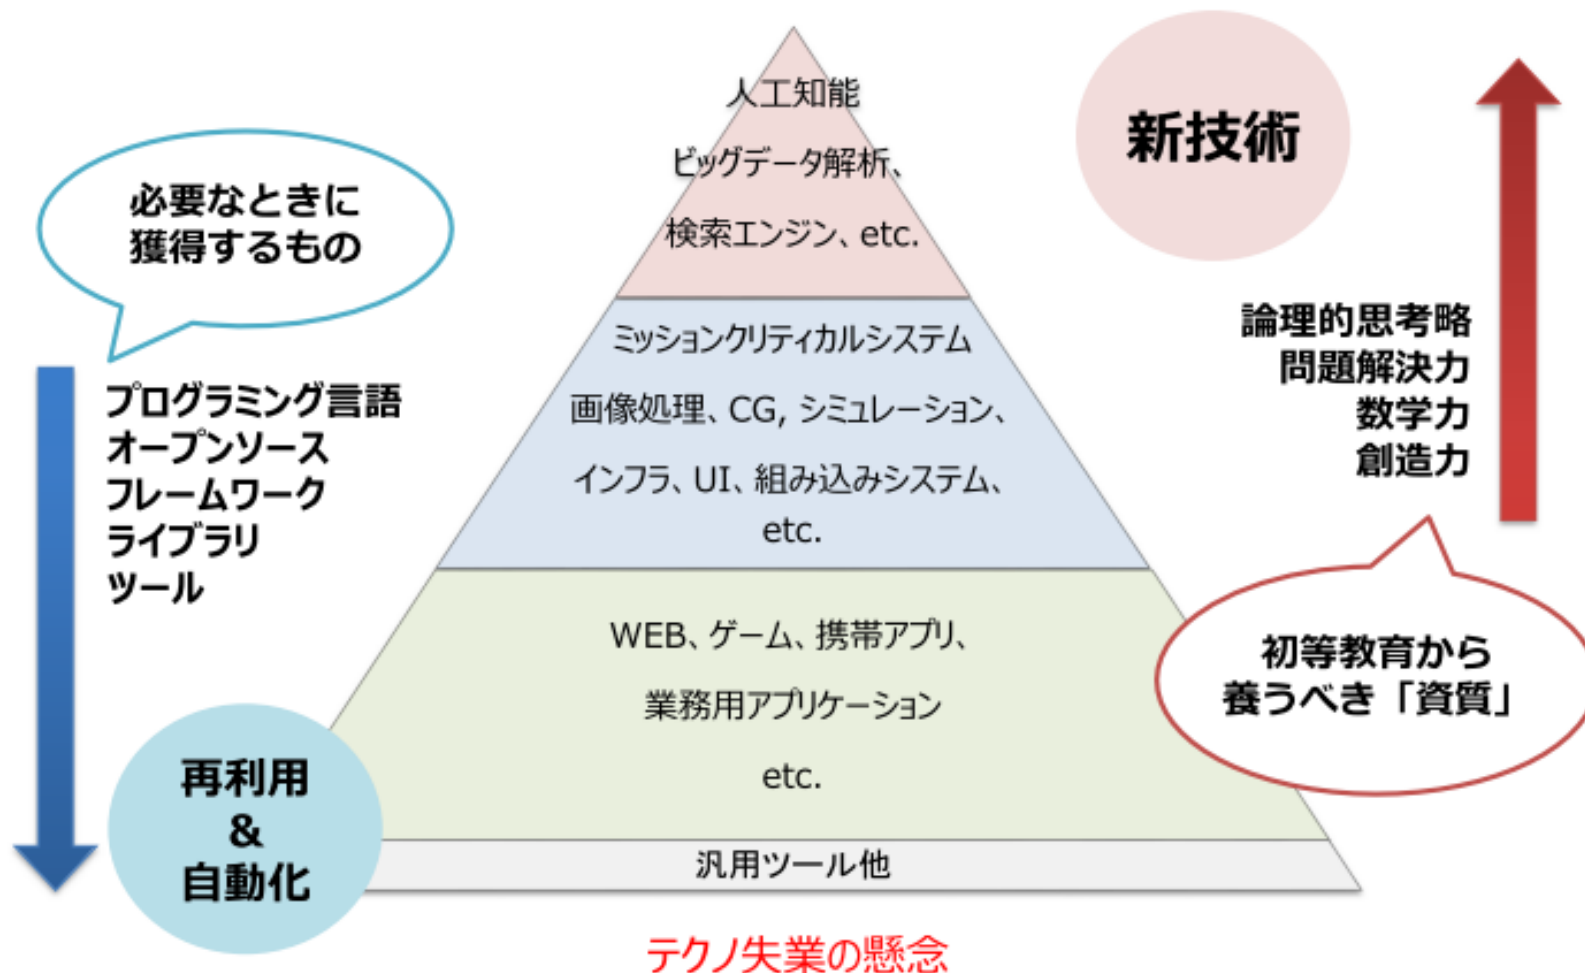 人工知能
ビッグデータ解析、
検索エンジン、etc.
新技術
必要なときに
獲得するもの
ミッションクリティカルシステム
画像処理、CG, シミュレーション、
インフラ、UI、組み込みシステム、
etc.
論理的思考略
問題解決力
数学力
創造力
プログラミング言語
オープンソース
フレームワーク
ライブラリ
ツール
WEB、ゲーム、携帯アプリ、
業務用アプリケーション
etc.
初等教育から
養うべき「資質」
再利用
&
自動化
汎用ツール他
テクノ失業の懸念